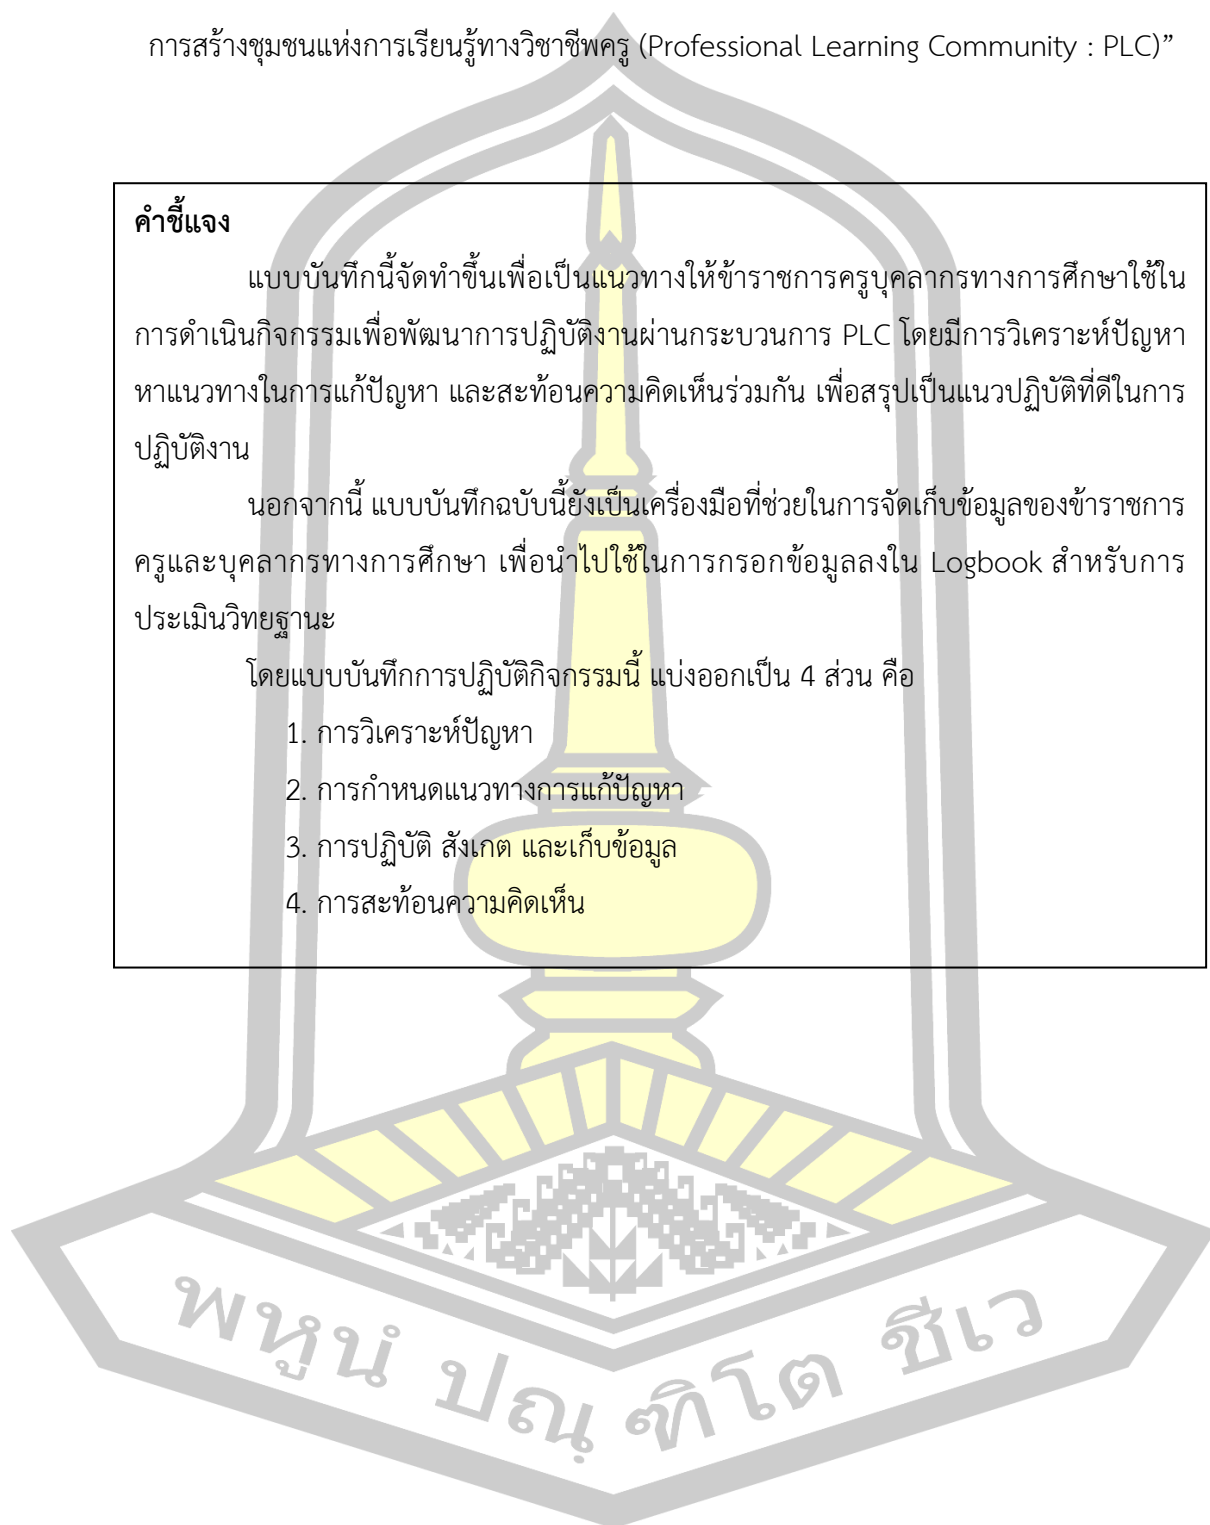 การสร้างชุมชนแห่งการเรียนรู้ทางวิชาชีพครู (Professional Learning Community : PLC)”
คำชี้แจง
แบบบันทึกนี้จัดทำขึ้นเพื่อเป็นแนวทางให้ข้าราชการครูบุคลากรทางการศึกษาใช้ใน
การดำเนินกิจกรรมเพื่อพัฒนาการปฏิบัติงานผ่านกระบวนการ PLC โดยมีการวิเคราะห์ปัญหา
หาแนวทางในการแก้ปัญหา และสะท้อนความคิดเห็นร่วมกัน เพื่อสรุปเป็นแนวปฏิบัติที่ดีในการ
ปฏิบัติงาน
นอกจากนี้ แบบบันทึกฉบับนี้ยังเป็นเครื่องมือที่ช่วยในการจัดเก็บข้อมูลของข้าราชการ
ครูและบุคลากรทางการศึกษา เพื่อนำไปใช้ในการกรอกข้อมูลลงใน Logbook สำหรับการ
ประเมินวิทยฐานะ
โดยแบบบันทึกการปฏิบัติกิจกรรมนี้ แบ่งออกเป็น 4 ส่วน คือ
1. การวิเคราะห์ปัญหา
2. การกำหนดแนวทางการแก้ปัญหา
3. การปฏิบัติ สังเกต และเก็บข้อมูล
4. การสะท้อนความคิดเห็น
พหูนํ ปณฺฑิโต ชีเว